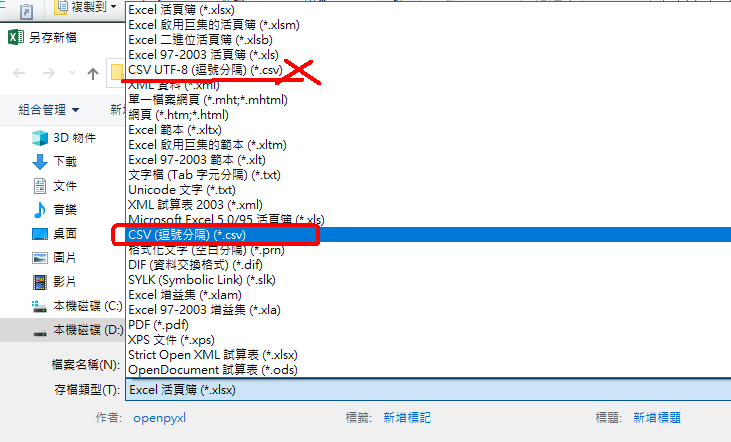 複製到
另存新檔
組合管理
新
3D 物件
下載
文件
音樂
桌面
圖片
影片
本機磁碟 (C:)
本機磁碟 (D:)
Excel 活頁簿 (*.xlsx)
Excel 啟用巨集的活頁簿 (*.xlsm)
Excel 二進位活頁簿 (*.xlsb)
Excel 97-2003 活頁簿 (*.xls)
CSV UTF-8 (逗號分隔) (*.csv)
XML 資料 (*.xml)
單一檔案網頁 (*.mht;*.mhtml)
網頁 (*.htm;*.html)
Excel 範本 (*.xltx)
Excel 啟用巨集的範本 (*.xltm)
Excel 97-2003 範本 (*.xlt)
文字檔 (Tab 字元分隔) (*.txt)
Unicode 文字 (*.txt)
XML 試算表 2003 (*.xml)
Microsoft Excel 5.0/95 活頁簿 (*.xls)
CSV (逗號分隔) (*.csv)
格式化文字 (空白分隔) (*.prn)
DIF (資料交換格式) (*.dif)
SYLK (Symbolic Link) (*.slk)
Excel 增益集 (*.xlam)
Excel 97-2003 增益集 (*.xla)
PDF (*.pdf)
XPS 文件 (*.xps)
Strict Open XML 試算表 (*.xlsx)
OpenDocument 試算表 (*.ods)
檔案名稱(N):
存檔類型(T): Excel 活頁簿 (*.xlsx)
作者: openpyxl 標籤: 新增標記 標題: 新增標題